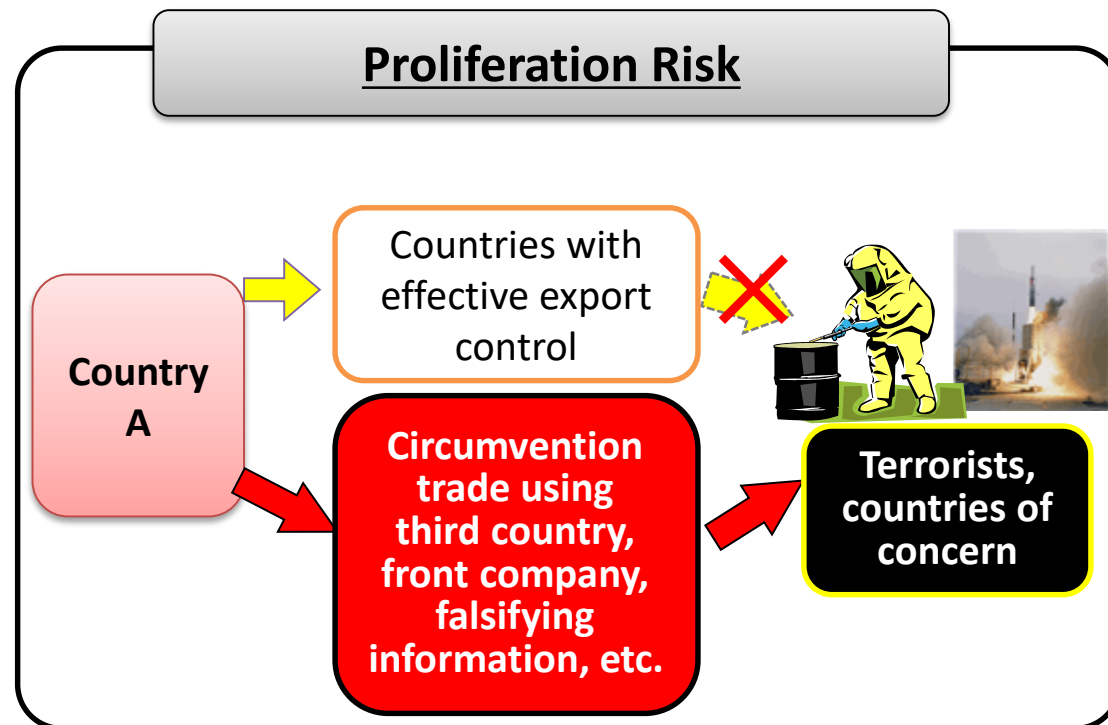 Proliferation Risk
Countries with
effective export
control
Country
A
Circumvention
trade using
third country,
front company,
falsifying
information, etc.
Terrorists,
countries of
concern